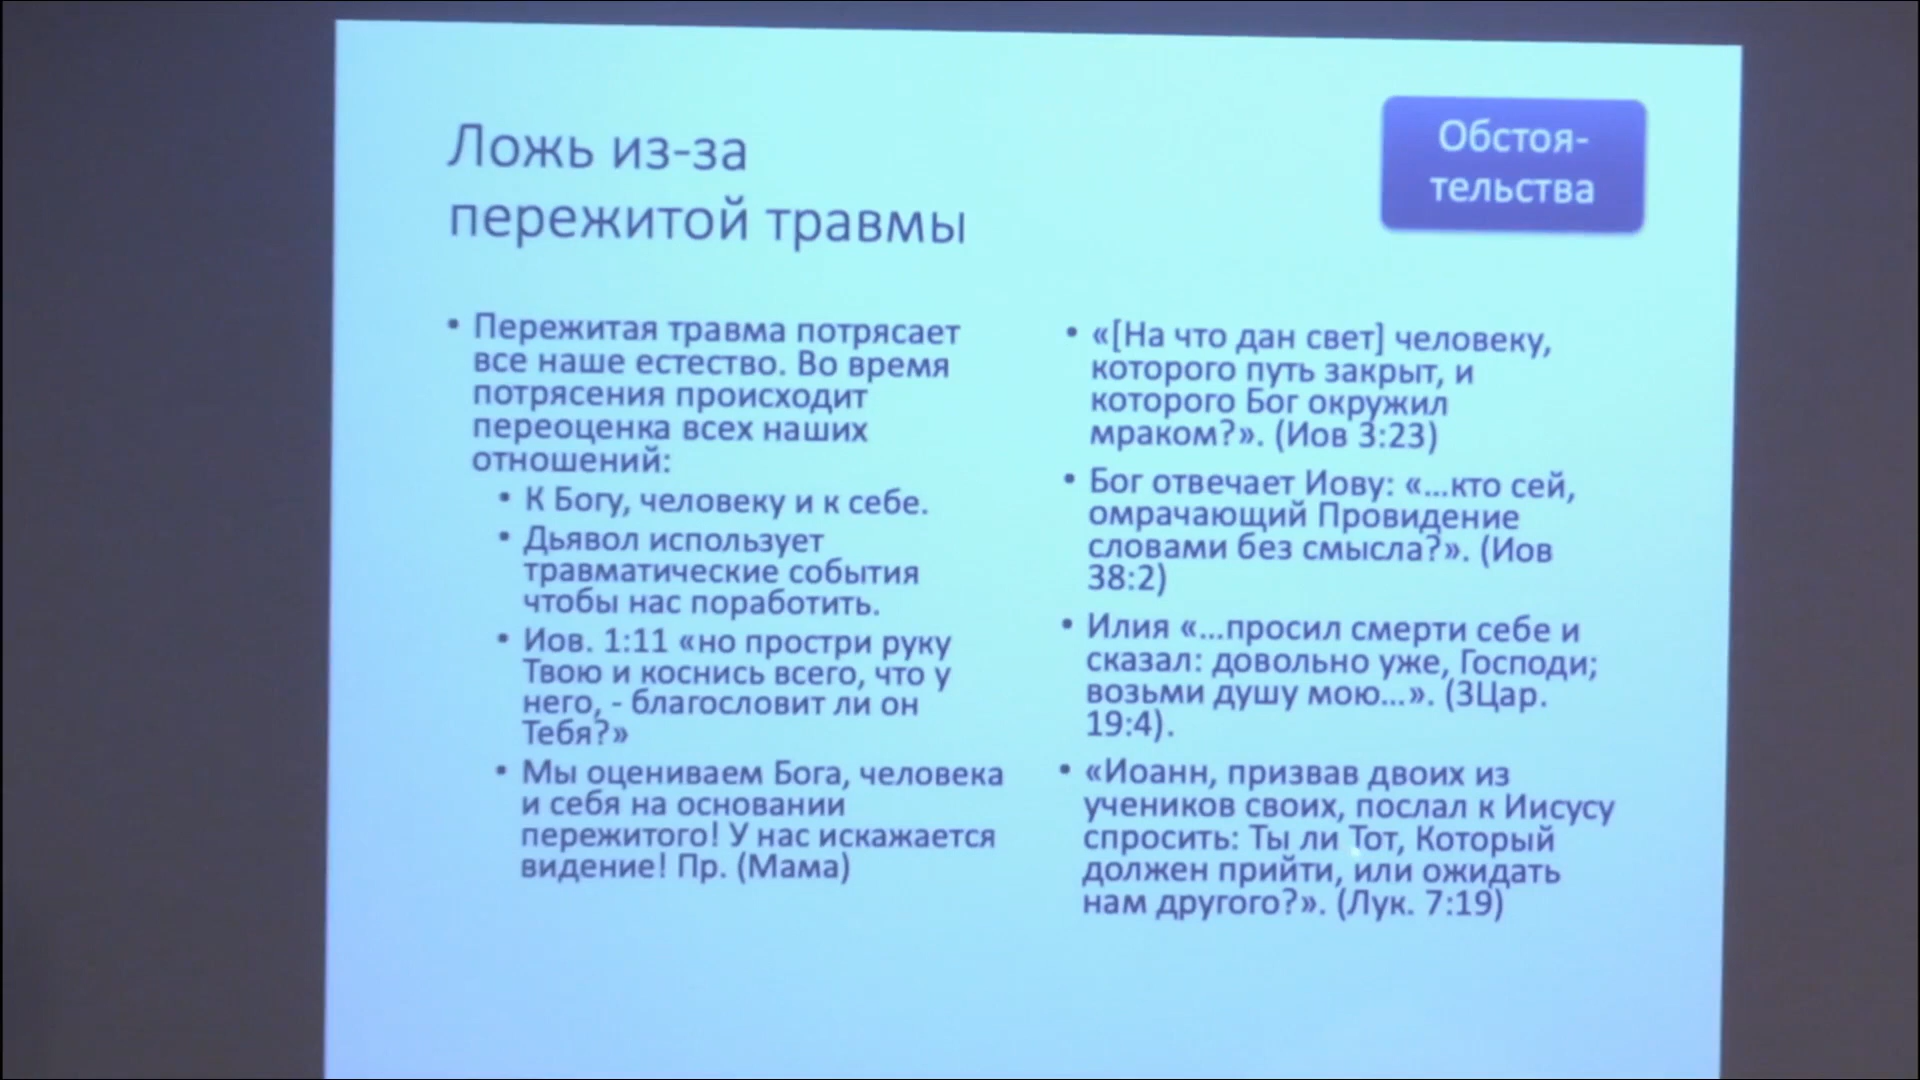 Ложь из-за
пережитой травмы
Обстоя-
тельства
• Пережитая травма потрясает
все наше естество. Во время
потрясения происходит
переоценка всех наших
отношений:
• К Богу, человеку и к себе.
• Дьявол использует
травматические события
чтобы нас поработить.
• Иов. 1:11 «но простри руку
Твою и коснись всего, что у
него, - благословит ли он
Тебя?»
• Мы оцениваем Бога, человека
и себя на основании
пережитого! У нас искажается
видение! Пр. (Мама)
• «[На что дан свет] человеку,
которого путь закрыт, и
которого Бог окружил
мраком?». (Иов 3:23)
• Бог отвечает Иову: «...кто сей,
омрачающий Провидение
словами без смысла?». (Иов
38:2)
• Илия «...просил смерти себе и
сказал: довольно уже, Господи;
возьми душу мою...». (3Цар.
19:4).
• «Иоанн, призвав двоих из
учеников своих, послал к Иисусу
спросить: Ты ли Тот, Который
должен прийти, или ожидать
нам другого?». (Лук. 7:19)